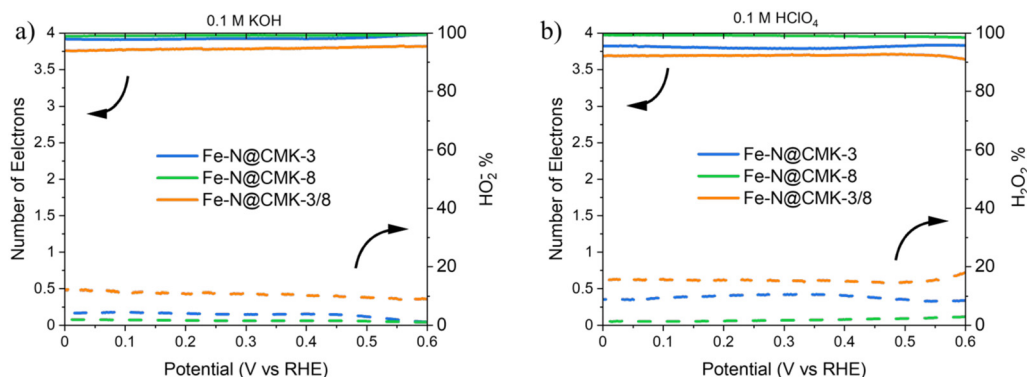 a)
0.1 M KOH
Number of Eelctrons
4
3.5
3
2.5
2
1.5
1
0.5
0
Fe-N@CMK-3
Fe-N@CMK-8
Fe-N@CMK-3/8
100
80
60
40
20
0
HO₂⁻ %
0 0.1 0.2 0.3 0.4 0.5 0.6
Potential (V vs RHE)
b)
0.1 M HClO₄
Number of Electrons
4
3.5
3
2.5
2
1.5
1
0.5
0
Fe-N@CMK-3
Fe-N@CMK-8
Fe-N@CMK-3/8
100
80
60
40
20
0
H₂O₂ %
0 0.1 0.2 0.3 0.4 0.5 0.6
Potential (V vs RHE)